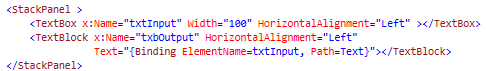 <StackPanel >
<TextBox x:Name="txtInput" Width="100" HorizontalAlignment="Left" ></TextBox>
<TextBlock x:Name="txbOutput" HorizontalAlignment="Left"
Text="{Binding ElementName=txtInput, Path=Text}"></TextBlock>
</StackPanel>